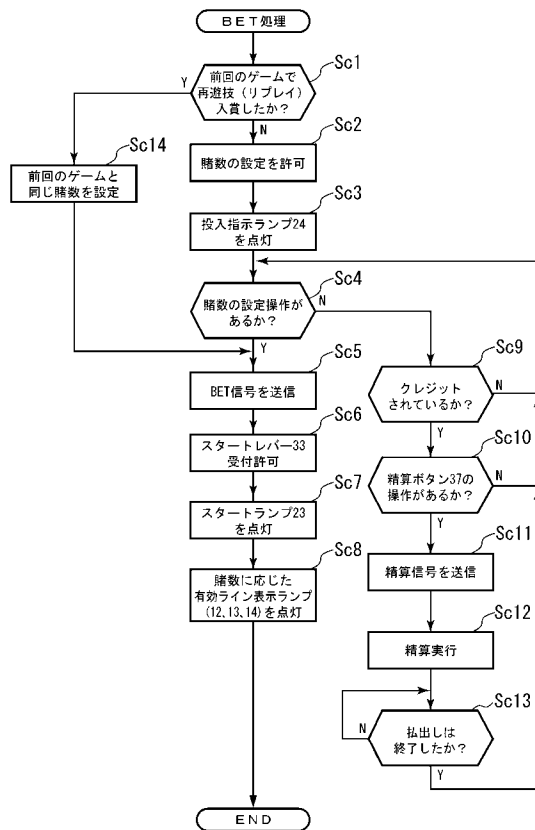 BET処理
Sc1
前回のゲームで
再遊技（リプレイ）
入賞したか？
Y
N
Sc14
前回のゲームと
同じ賭数を設定
Sc2
賭数の設定を許可
Sc3
投入指示ランプ24
を点灯
Sc4
賭数の設定操作が
あるか？
N
Y
Sc5
BET信号を送信
Sc6
スタートレバー33
受付許可
Sc7
スタートランプ23
を点灯
Sc8
賭数に応じた
有効ライン表示ランプ
(12、13、14)を点灯
Sc9
クレジット
されているか？
N
Y
Sc10
精算ボタン37の
操作があるか？
N
Y
Sc11
精算信号を送信
Sc12
精算実行
Sc13
払出しは
終了したか？
N
Y
END